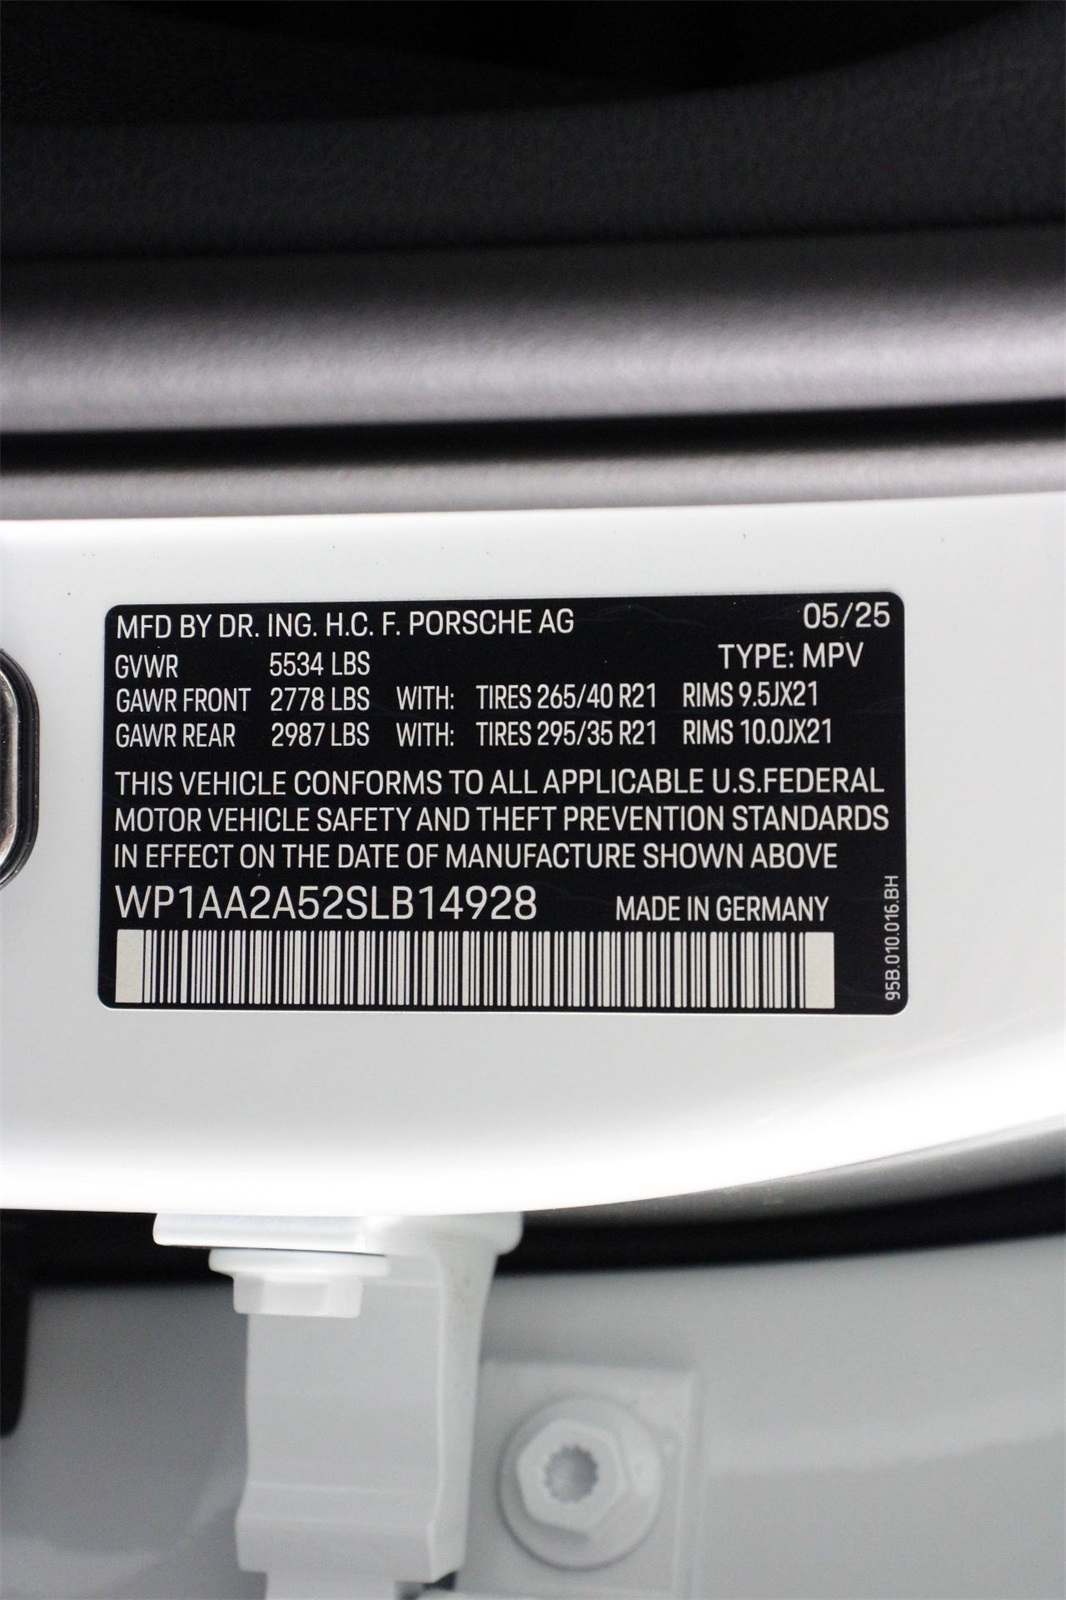 MFD BY DR. ING. H.C. F. PORSCHE AG 05/25
GVWR 5534 LBS TYPE: MPV
GAWR FRONT 2778 LBS WITH: TIRES 265/40 R21 RIMS 9.5JX21
GAWR REAR 2987 LBS WITH: TIRES 295/35 R21 RIMS 10.0JX21
THIS VEHICLE CONFORMS TO ALL APPLICABLE U.S.FEDERAL
MOTOR VEHICLE SAFETY AND THEFT PREVENTION STANDARDS
IN EFFECT ON THE DATE OF MANUFACTURE SHOWN ABOVE
WP1AA2A52SLB14928 MADE IN GERMANY
95B.010.016.BH